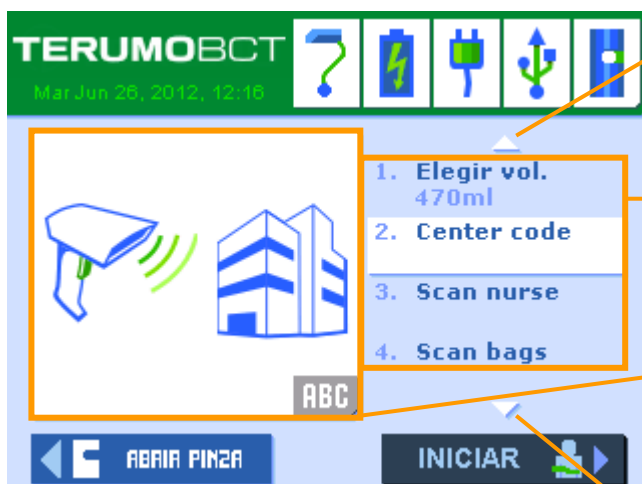 TERUMOBCT
Mar Jun 26, 2012, 12:16
1. Elegir vol.
470ml
2. Center code
3. Scan nurse
4. Scan bags
ABC
ABRIR PINZA
INICIAR